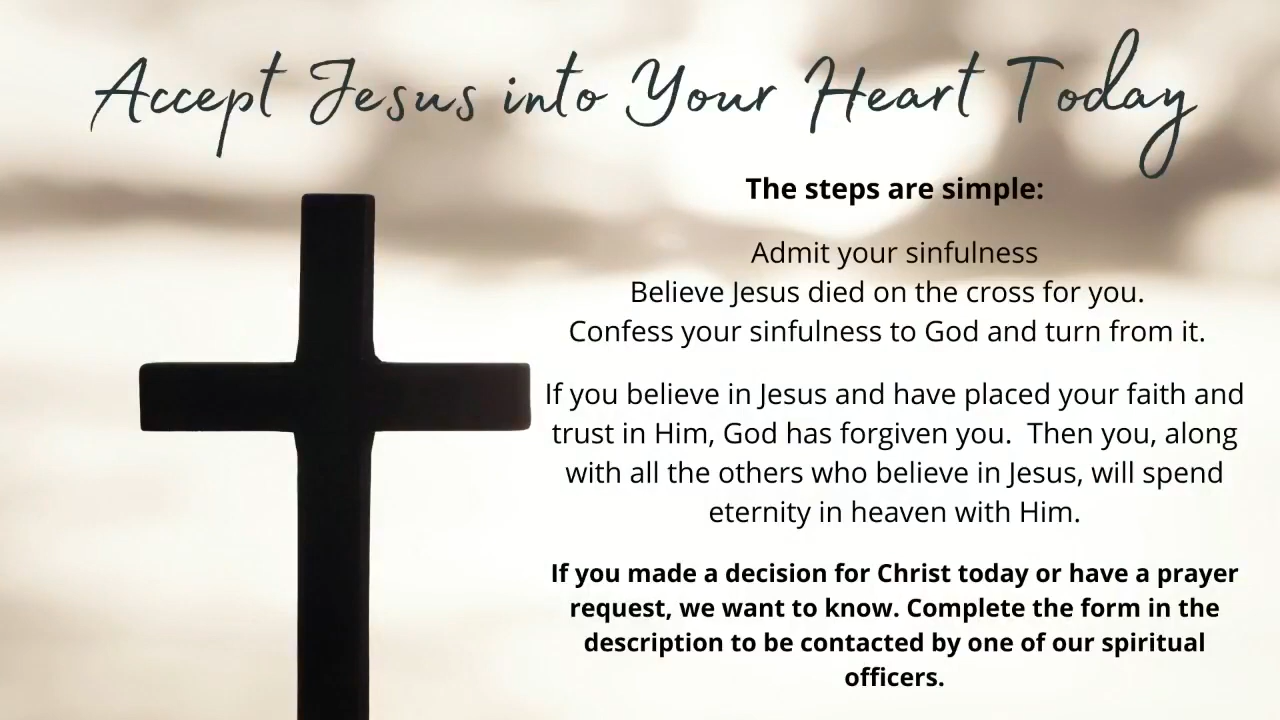 Accept Jesus into Your Heart Today
The steps are simple:
Admit your sinfulness
Believe Jesus died on the cross for you.
Confess your sinfulness to God and turn from it.
If you believe in Jesus and have placed your faith and
trust in Him, God has forgiven you.  Then you, along
with all the others who believe in Jesus, will spend
eternity in heaven with Him.
If you made a decision for Christ today or have a prayer
request, we want to know. Complete the form in the
description to be contacted by one of our spiritual
officers.